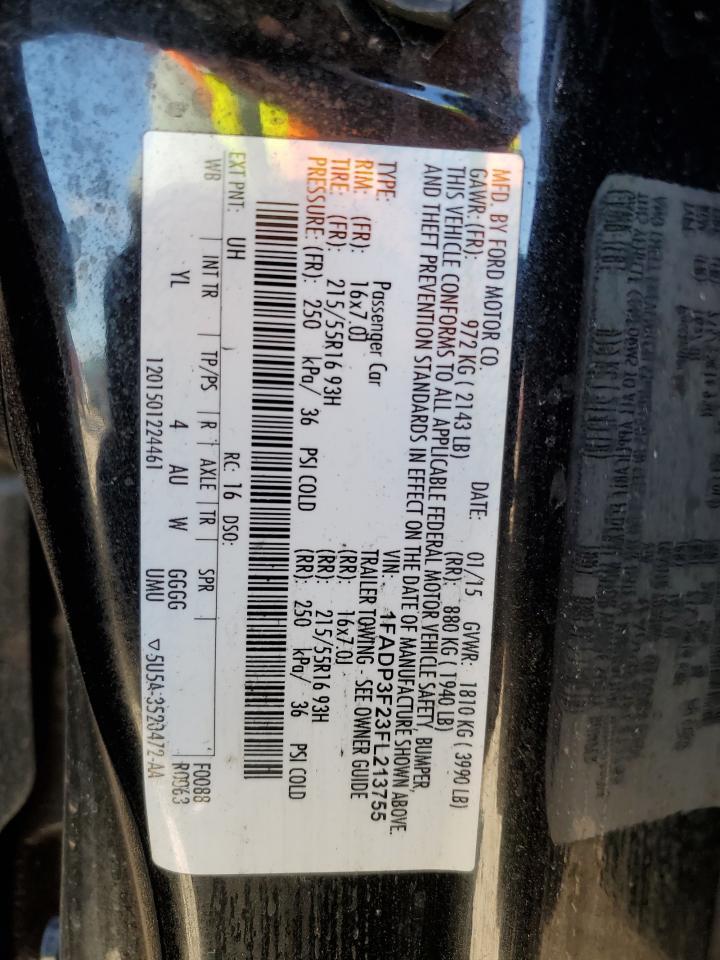 MFD. BY FORD MOTOR CO.
DATE: 01/15 GVWR: 1810 KG ( 3990 LB)
GAWR: (FR): 972 KG ( 2143 LB) (RR): 880 KG ( 1940 LB)
THIS VEHICLE CONFORMS TO ALL APPLICABLE FEDERAL MOTOR VEHICLE SAFETY, BUMPER,
AND THEFT PREVENTION STANDARDS IN EFFECT ON THE DATE OF MANUFACTURE SHOWN ABOVE.
VIN: 1FADP3F23FL213755
TYPE: Passenger Car TRAILER TOWING - SEE OWNER GUIDE
RIM: (FR): 16x7.0J (RR): 16x7.0J
TIRE: (FR): 215/55R16 93H (RR): 215/55R16 93H
PRESSURE: (FR): 250 kPa/ 36 PSI COLD (RR): 250 kPa/ 36 PSI COLD
EXT PNT: UH RC: 16 DSO: F0088
WB INT TR TP/PS R AXLE TR SPR R0063
YL 4 AU W GGGG
UMU
1201501224461 ▽5U5A-3520472-AA